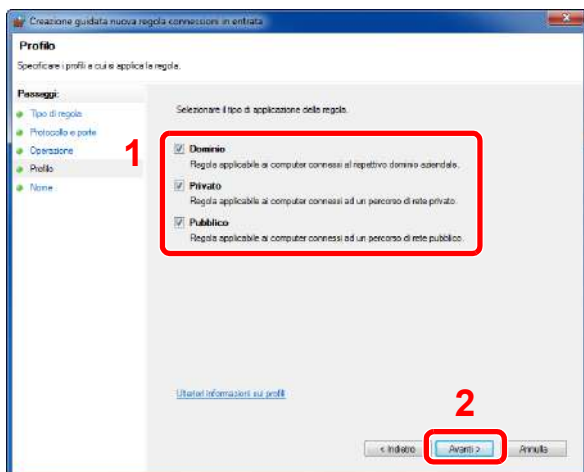 Creazione guidata nuova regola connessioni in entrata
Profilo
Specificare i profili a cui si applica la regola.
Passaggi:
Tipo di regola
Protocollo e porte
Operazione
Profilo
Nome
Selezionare il tipo di applicazione della regola.
1
Dominio
Regola applicabile ai computer connessi al repettivo dominio aziendale.
Privato
Regola applicabile ai computer connessi ad un percorso di rete privato.
Pubblico
Regola applicabile ai computer connessi ad un percorso di rete pubblico.
Ulteriori informazioni sui profili
2
< Indietro
Avanti >
Annulla